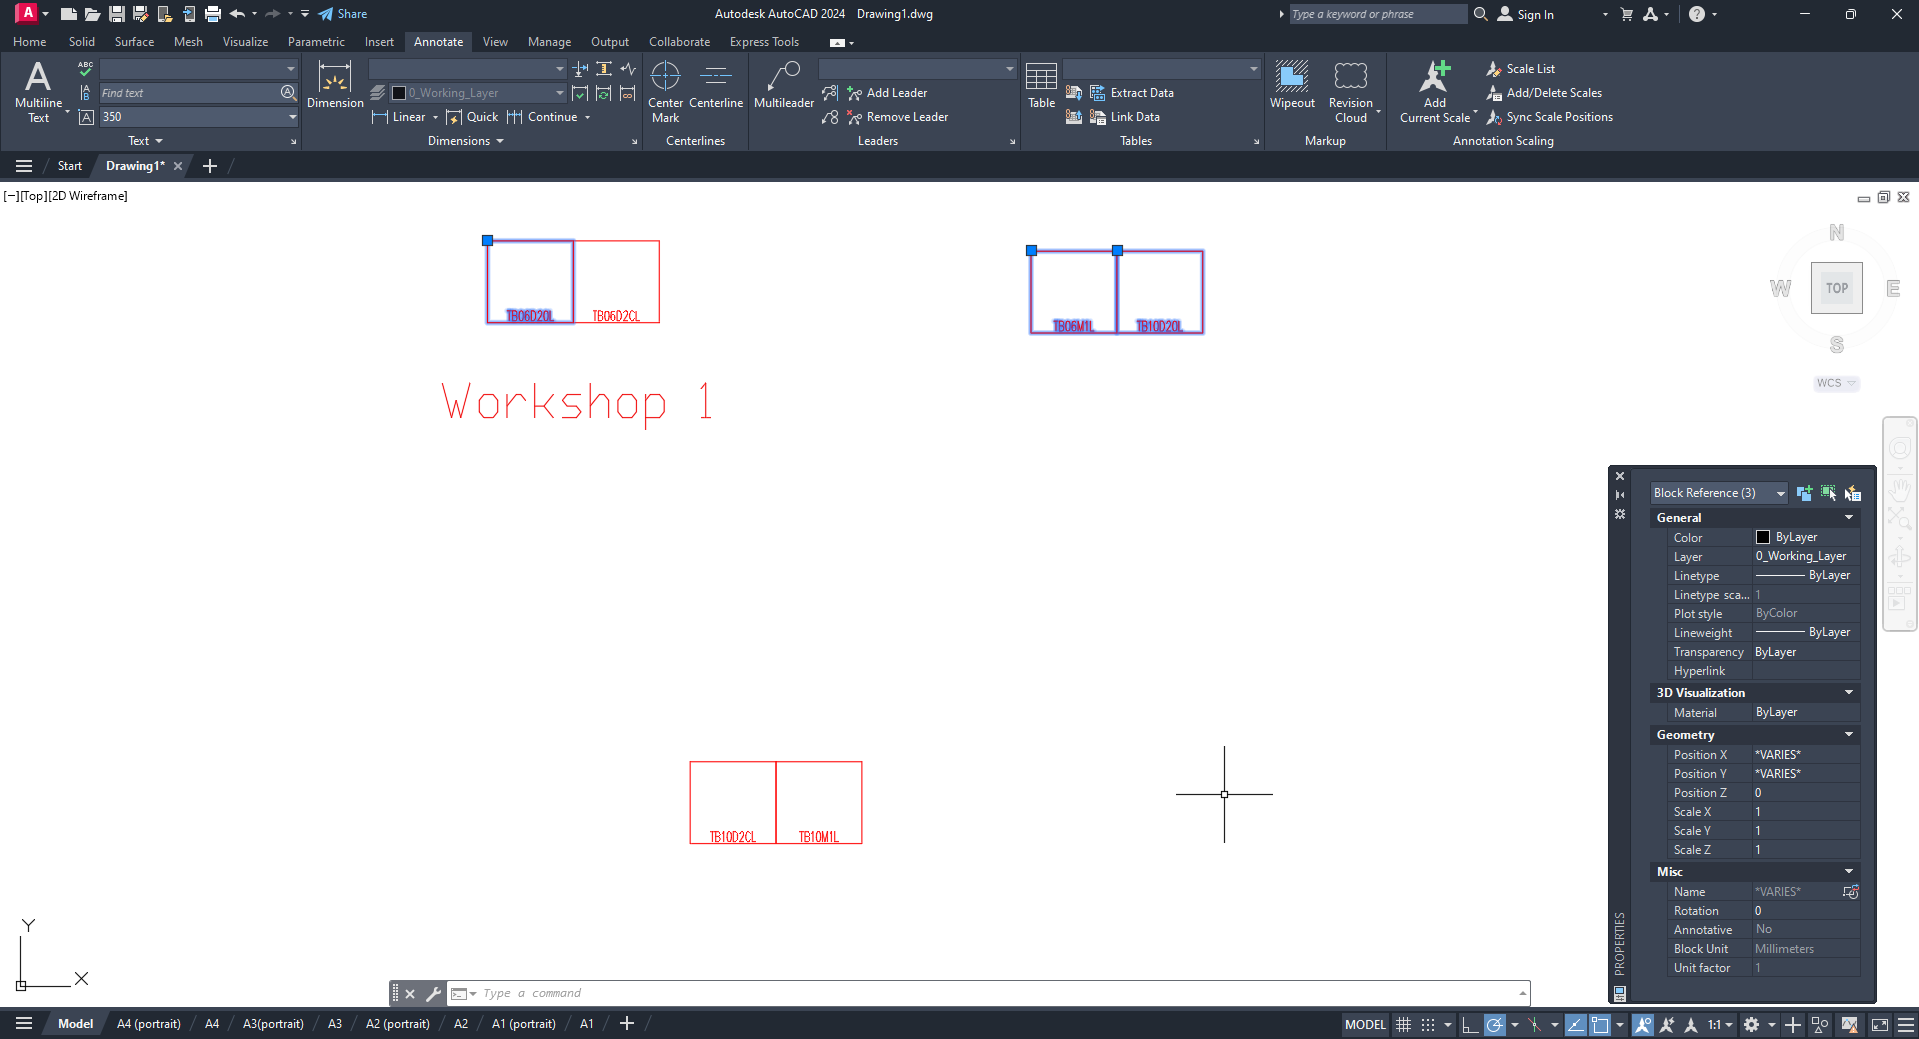 Share
Autodesk AutoCAD 2024 Drawing1.dwg
Type a keyword or phrase
Sign In
Home Solid Surface Mesh Visualize Parametric Insert Annotate View Manage Output Collaborate Express Tools
A
Multiline
Text
ABC
Find text
350
Text
Dimension
0_Working_Layer
Linear Quick Continue
Dimensions
Center
Mark
Centerline
Centerlines
Multileader
Add Leader
Remove Leader
Leaders
Table
Extract Data
Link Data
Tables
Wipeout
Revision
Cloud
Markup
Add
Current Scale
Scale List
Add/Delete Scales
Sync Scale Positions
Annotation Scaling
Start Drawing1*
[−][Top][2D Wireframe]
N
W TOP E
S
WCS
TB06D20L TB06D2CL
TB06M1L TB10D20L
Workshop 1
TB10D2CL TB10M1L
Y
X
Block Reference (3)
General
Color ByLayer
Layer 0_Working_Layer
Linetype ByLayer
Linetype sca... 1
Plot style ByColor
Lineweight ByLayer
Transparency ByLayer
Hyperlink
3D Visualization
Material ByLayer
Geometry
Position X *VARIES*
Position Y *VARIES*
Position Z 0
Scale X 1
Scale Y 1
Scale Z 1
Misc
Name *VARIES*
Rotation 0
Annotative No
Block Unit Millimeters
Unit factor 1
PROPERTIES
Type a command
Model A4 (portrait) A4 A3(portrait) A3 A2 (portrait) A2 A1 (portrait) A1
MODEL 1:1